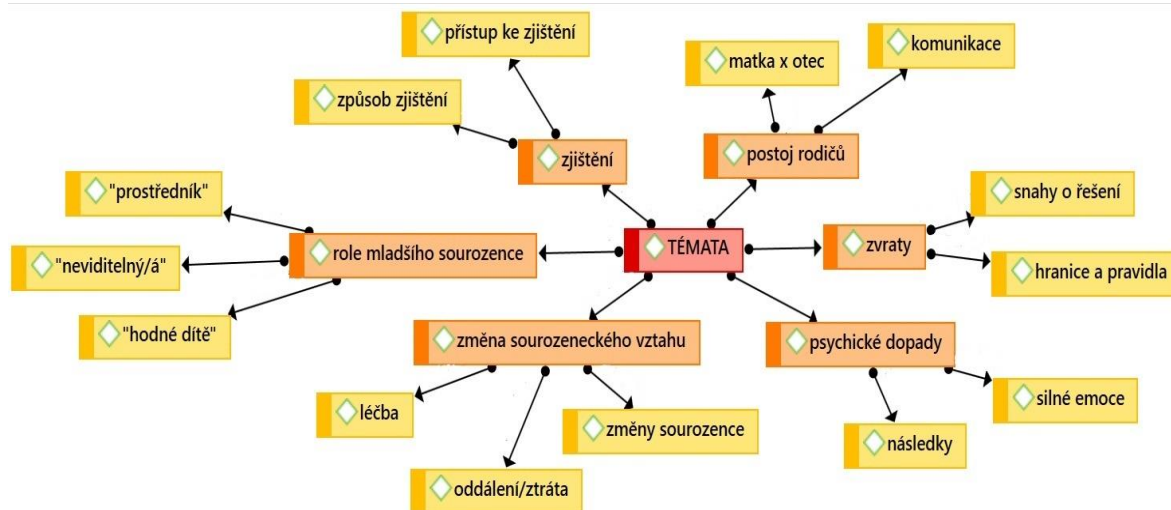 přístup ke zjištění
komunikace
matka x otec
způsob zjištění
zjištění
postoj rodičů
"prostředník"
snahy o řešení
role mladšího sourozence
TÉMATA
zvraty
"neviditelný/á"
hranice a pravidla
"hodné dítě"
změna sourozeneckého vztahu
psychické dopady
léčba
silné emoce
změny sourozence
následky
oddálení/ztráta